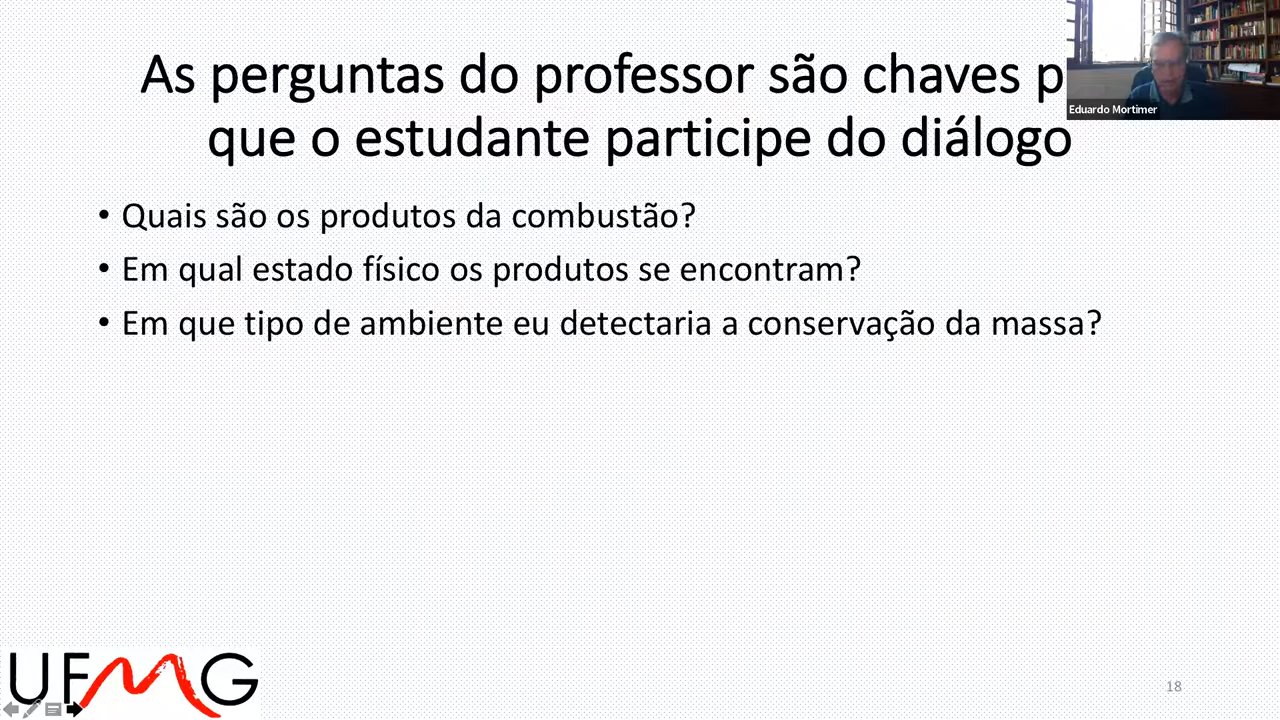 As perguntas do professor são chaves p
que o estudante participe do diálogo
Eduardo Mortimer
• Quais são os produtos da combustão?
• Em qual estado físico os produtos se encontram?
• Em que tipo de ambiente eu detectaria a conservação da massa?
UFMG
18